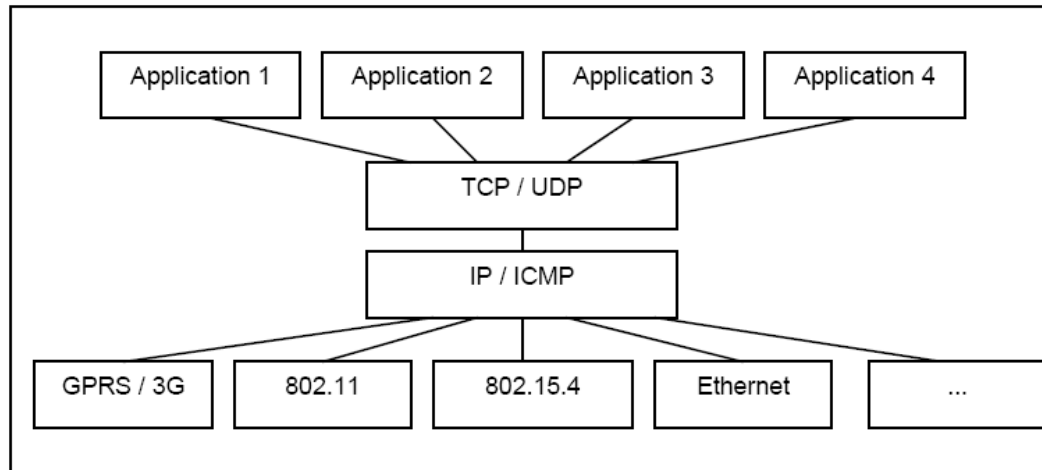 Application 1
Application 2
Application 3
Application 4
TCP / UDP
IP / ICMP
GPRS / 3G
802.11
802.15.4
Ethernet
...